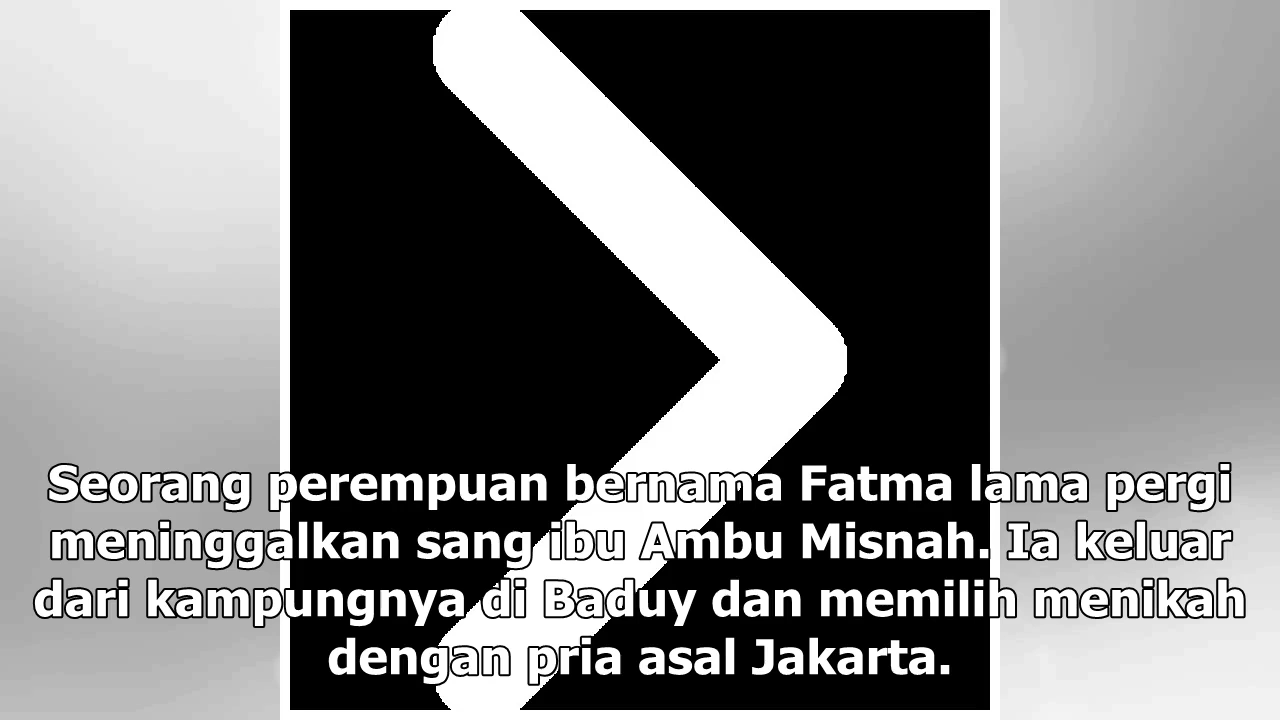 Seorang perempuan bernama Fatma lama pergi
meninggalkan sang ibu Ambu Misnah. Ia keluar
dari kampungnya di Baduy dan memilih menikah
dengan pria asal Jakarta.